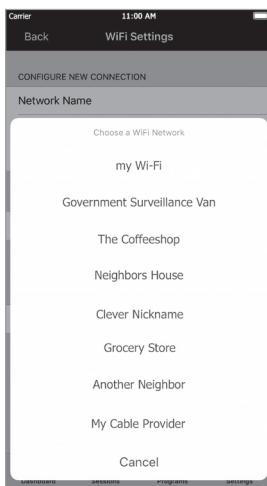 Carrier 11:00 AM
Back WiFi Settings
CONFIGURE NEW CONNECTION
Network Name
Choose a WiFi Network
my Wi-Fi
Government Surveillance Van
The Coffeeshop
Neighbors House
Clever Nickname
Grocery Store
Another Neighbor
My Cable Provider
Cancel
Dashboard Sessions Programs Settings